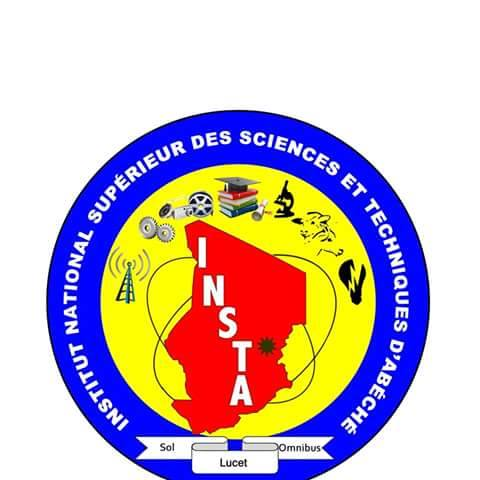 INSTITUT NATIONAL SUPÉRIEUR DES SCIENCES ET TECHNIQUES D'ABÉCHÉ
INSTA
Sol
Lucet
Omnibus